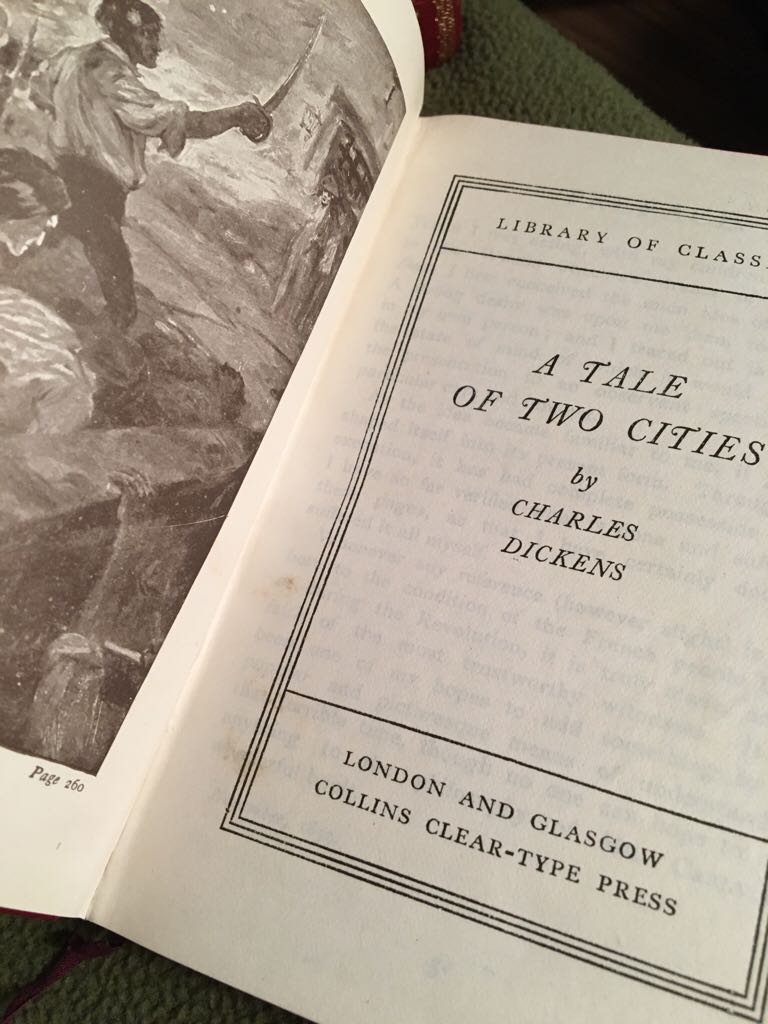 Page 260
LIBRARY OF CLASS
A TALE
OF TWO CITIES
by
CHARLES
DICKENS
LONDON AND GLASGOW
COLLINS CLEAR-TYPE PRESS